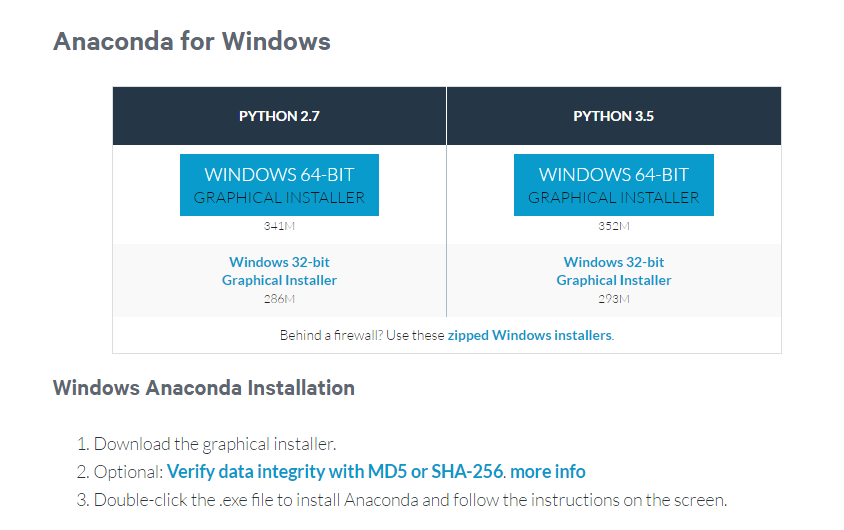 Anaconda for Windows
PYTHON 2.7
PYTHON 3.5
WINDOWS 64-BIT
GRAPHICAL INSTALLER
341M
WINDOWS 64-BIT
GRAPHICAL INSTALLER
352M
Windows 32-bit
Graphical Installer
286M
Windows 32-bit
Graphical Installer
293M
Behind a firewall? Use these zipped Windows installers.
Windows Anaconda Installation
1. Download the graphical installer.
2. Optional: Verify data integrity with MD5 or SHA-256. more info
3. Double-click the .exe file to install Anaconda and follow the instructions on the screen.